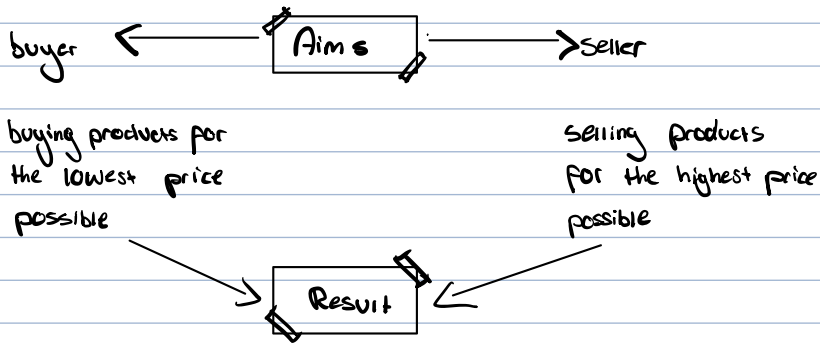 buyer
Aims
seller
buying products for
the lowest price
possible
selling products
for the highest price
possible
Result